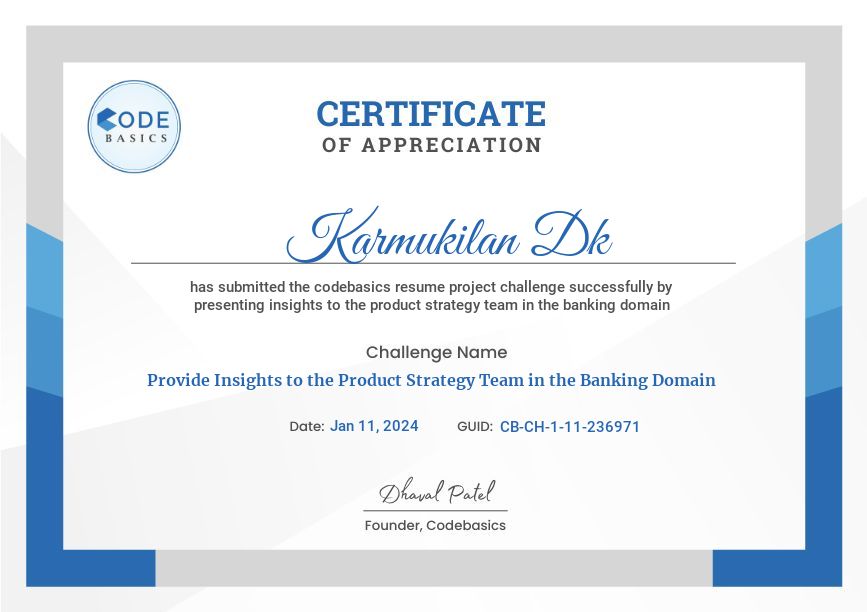 CODE
BASICS
CERTIFICATE
OF APPRECIATION
Karmukilan Dk
has submitted the codebasics resume project challenge successfully by
presenting insights to the product strategy team in the banking domain
Challenge Name
Provide Insights to the Product Strategy Team in the Banking Domain
Date: Jan 11, 2024 GUID: CB-CH-1-11-236971
Dhaval Patel
Founder, Codebasics